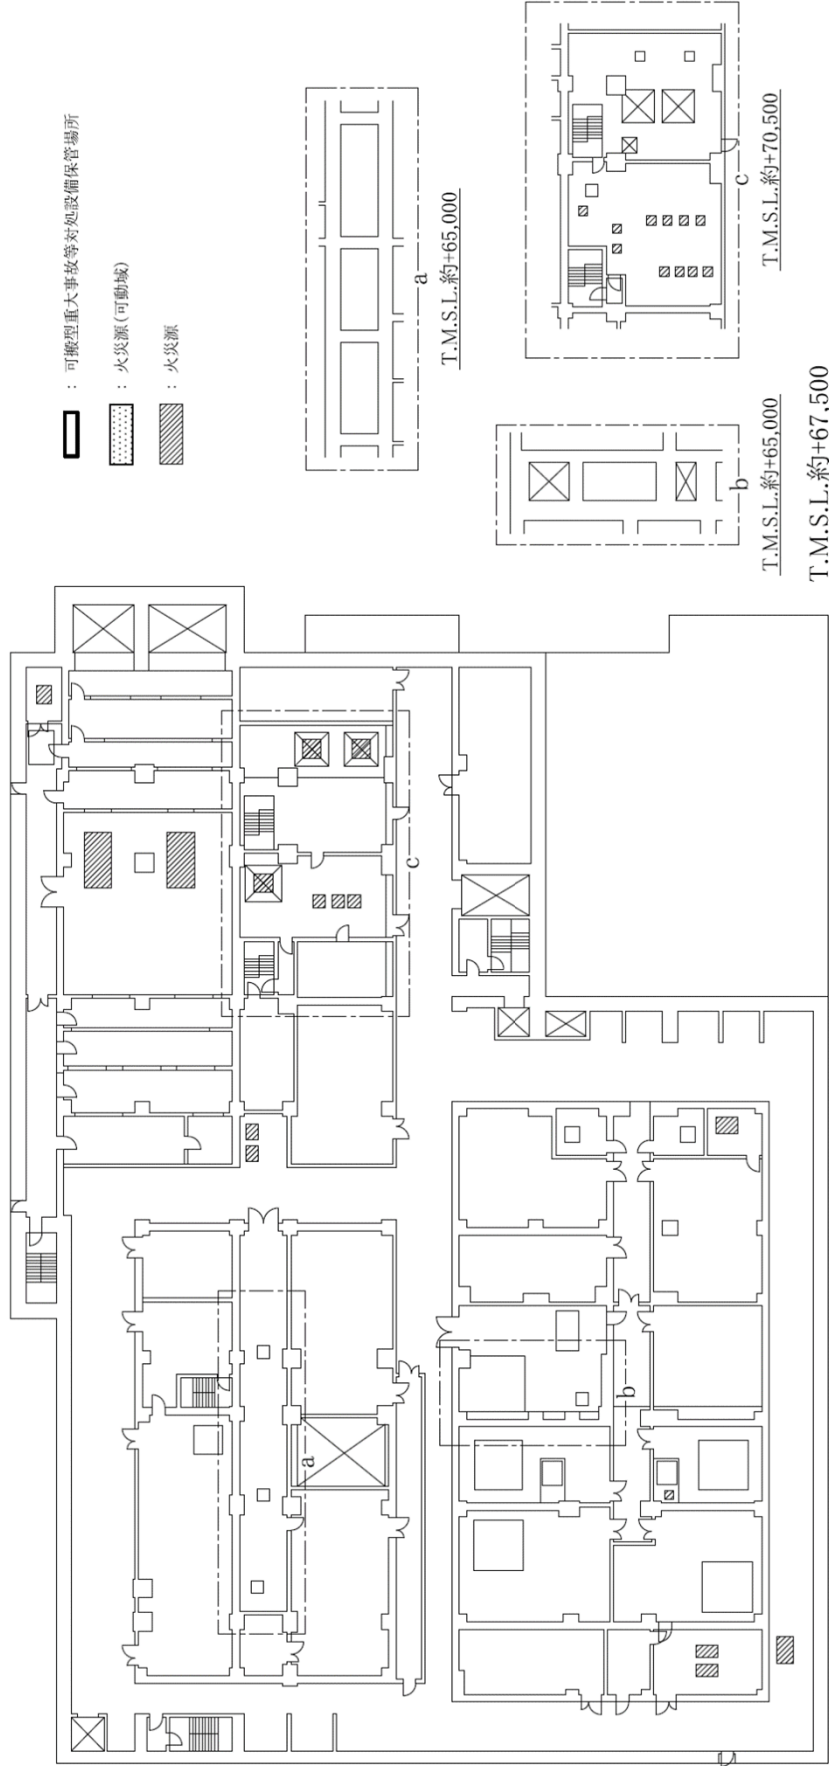 ：可搬型重大事故等対処設備保管場所
：火災源(可動域)
：火災源
a
T.M.S.L.約+65,000
c
T.M.S.L.約+70,500
b
T.M.S.L.約+65,000
T.M.S.L.約+67,500
c
a
b